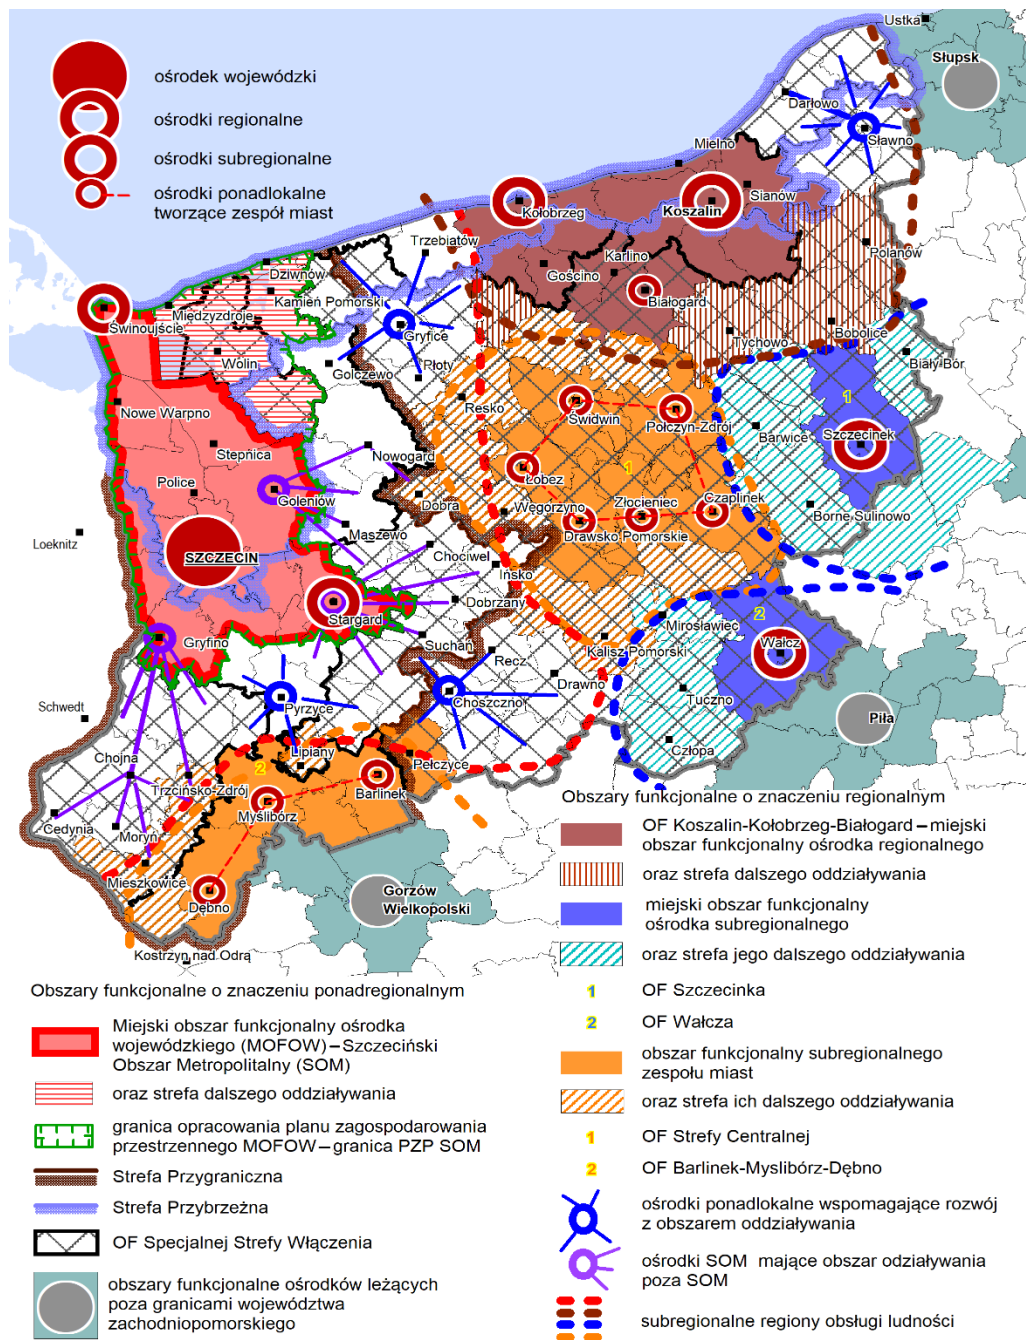 ośrodek wojewódzki
ośrodki regionalne
ośrodki subregionalne
ośrodki ponadlokalne
tworzące zespół miast
Ustka
Słupsk
Darłowo
Sławno
Mielno
Sianów
Koszalin
Kołobrzeg
Polanów
Trzebiatów
Karlino
Gościno
Białogard
Dziwnów
Kamień Pomorski
Międzyzdroje
Świnoujście
Gryfice
Wolin
Golczewo
Płoty
Tychowo
Bobolice
Biały Bór
Resko
Nowe Warpno
Świdwin
Połczyn-Zdrój
1
Szczecinek
Barwice
Stepnica
Nowogard
Police
Goleniów
Łobez
1
Dobra
Węgorzyno
Złocieniec
Czaplinek
Borne Sulinowo
Drawsko Pomorskie
Maszewo
Loeknitz
SZCZECIN
Chociwel
Ińsko
Dobrzany
Stargard
Mirosławiec
2
Gryfino
Suchań
Recz
Kalisz Pomorski
Wałcz
Drawno
Tuczno
Schwedt
Pyrzyce
Choszczno
Piła
Człopa
Chojna
Lipiany
Pełczyce
2
Trzcińsko-Zdrój
Barlinek
Myślibórz
Cedynia
Moryń
Mieszkowice
Dębno
Gorzów
Wielkopolski
Kostrzyn nad Odrą
Obszary funkcjonalne o znaczeniu regionalnym
OF Koszalin-Kołobrzeg-Białogard – miejski
obszar funkcjonalny ośrodka regionalnego
oraz strefa dalszego oddziaływania
miejski obszar funkcjonalny
ośrodka subregionalnego
oraz strefa jego dalszego oddziaływania
1 OF Szczecinka
2 OF Wałcza
obszar funkcjonalny subregionalnego
zespołu miast
oraz strefa ich dalszego oddziaływania
1 OF Strefy Centralnej
2 OF Barlinek-Myslibórz-Dębno
ośrodki ponadlokalne wspomagające rozwój
z obszarem oddziaływania
ośrodki SOM mające obszar odziaływania
poza SOM
subregionalne regiony obsługi ludności
Obszary funkcjonalne o znaczeniu ponadregionalnym
Miejski obszar funkcjonalny ośrodka
wojewódzkiego (MOFOW) – Szczeciński
Obszar Metropolitalny (SOM)
oraz strefa dalszego oddziaływania
granica opracowania planu zagospodarowania
przestrzennego MOFOW – granica PZP SOM
Strefa Przygraniczna
Strefa Przybrzeżna
OF Specjalnej Strefy Włączenia
obszary funkcjonalne ośrodków leżących
poza granicami województwa
zachodniopomorskiego